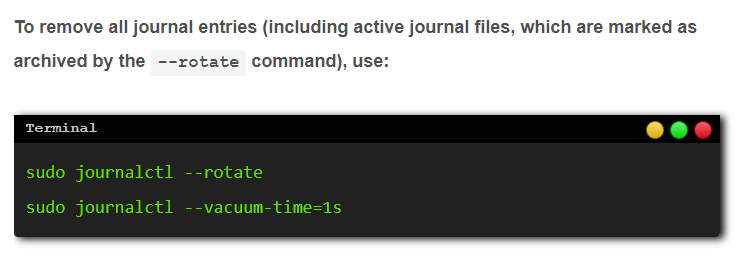 To remove all journal entries (including active journal files, which are marked as
archived by the --rotate command), use:
Terminal
sudo journalctl --rotate
sudo journalctl --vacuum-time=1s